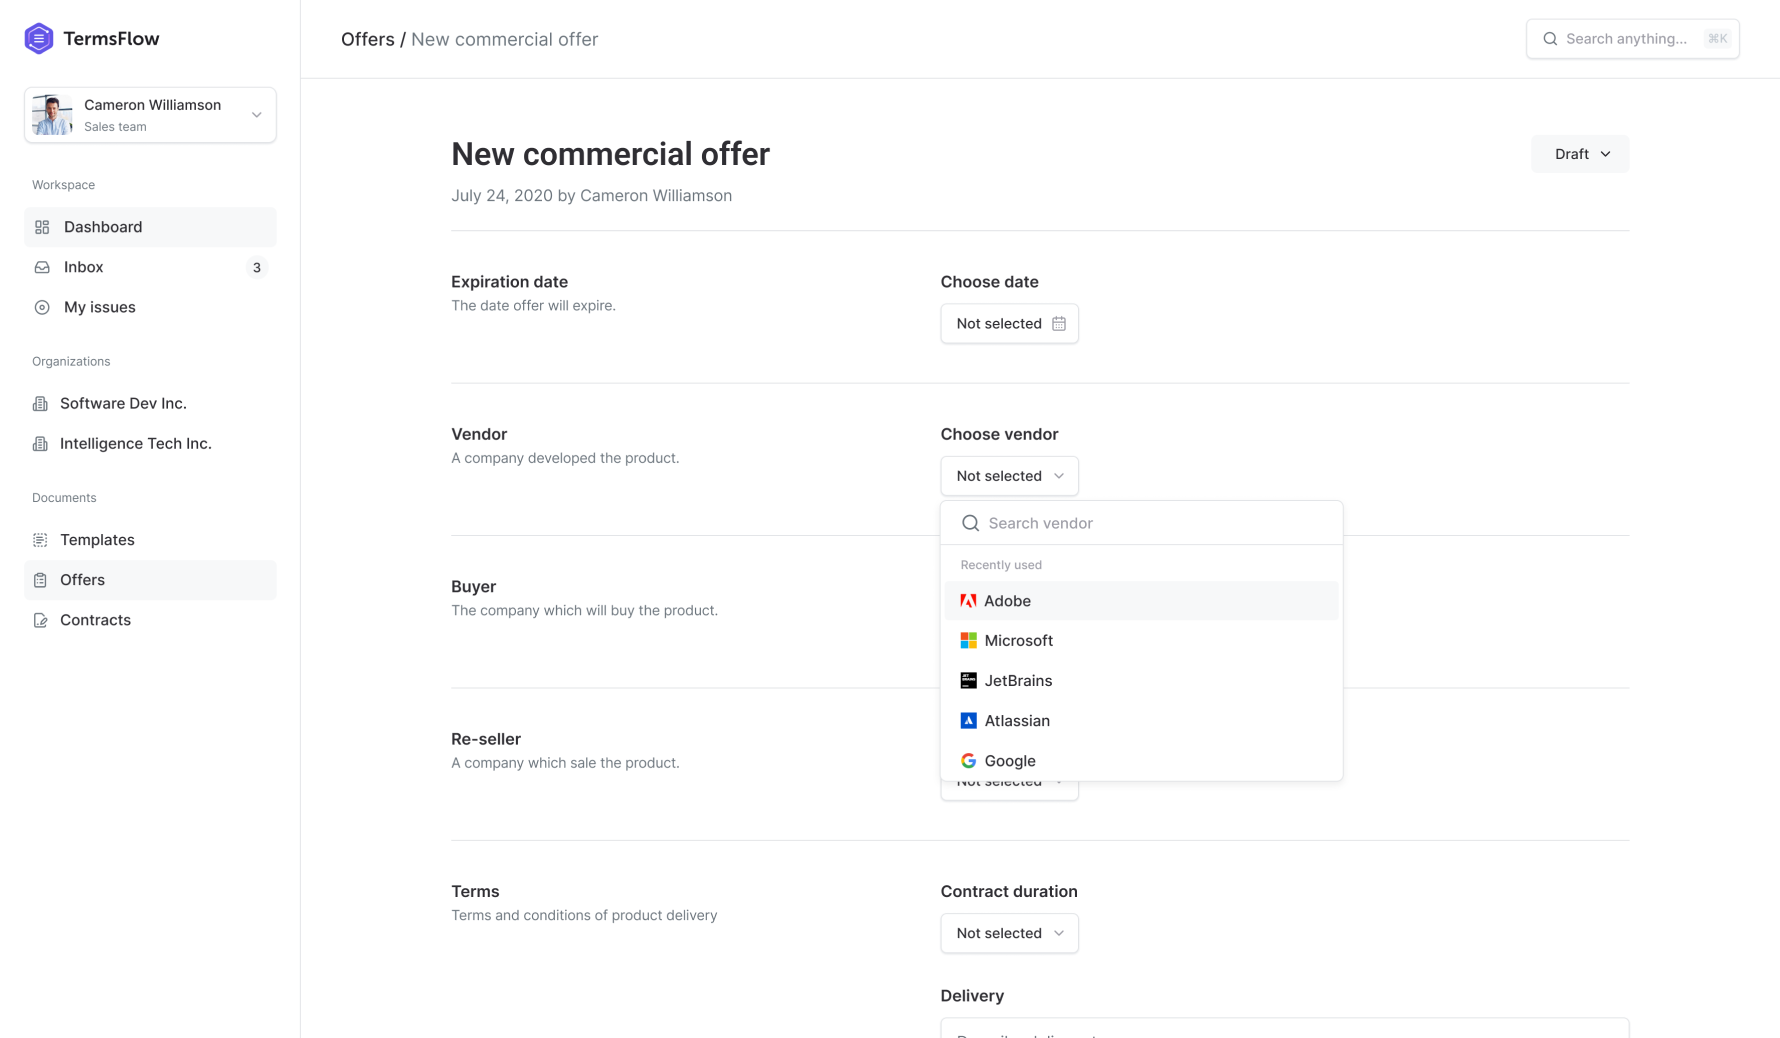 TermsFlow
Cameron Williamson
Sales team
Workspace
Dashboard
Inbox
3
My issues
Organizations
Software Dev Inc.
Intelligence Tech Inc.
Documents
Templates
Offers
Contracts
Offers / New commercial offer
Search anything...
⌘K
New commercial offer
Draft
July 24, 2020 by Cameron Williamson
Expiration date
The date offer will expire.
Choose date
Not selected
Vendor
A company developed the product.
Choose vendor
Not selected
Search vendor
Recently used
Adobe
Microsoft
JetBrains
Atlassian
Google
Buyer
The company which will buy the product.
Re-seller
A company which sale the product.
Not selected
Terms
Terms and conditions of product delivery
Contract duration
Not selected
Delivery